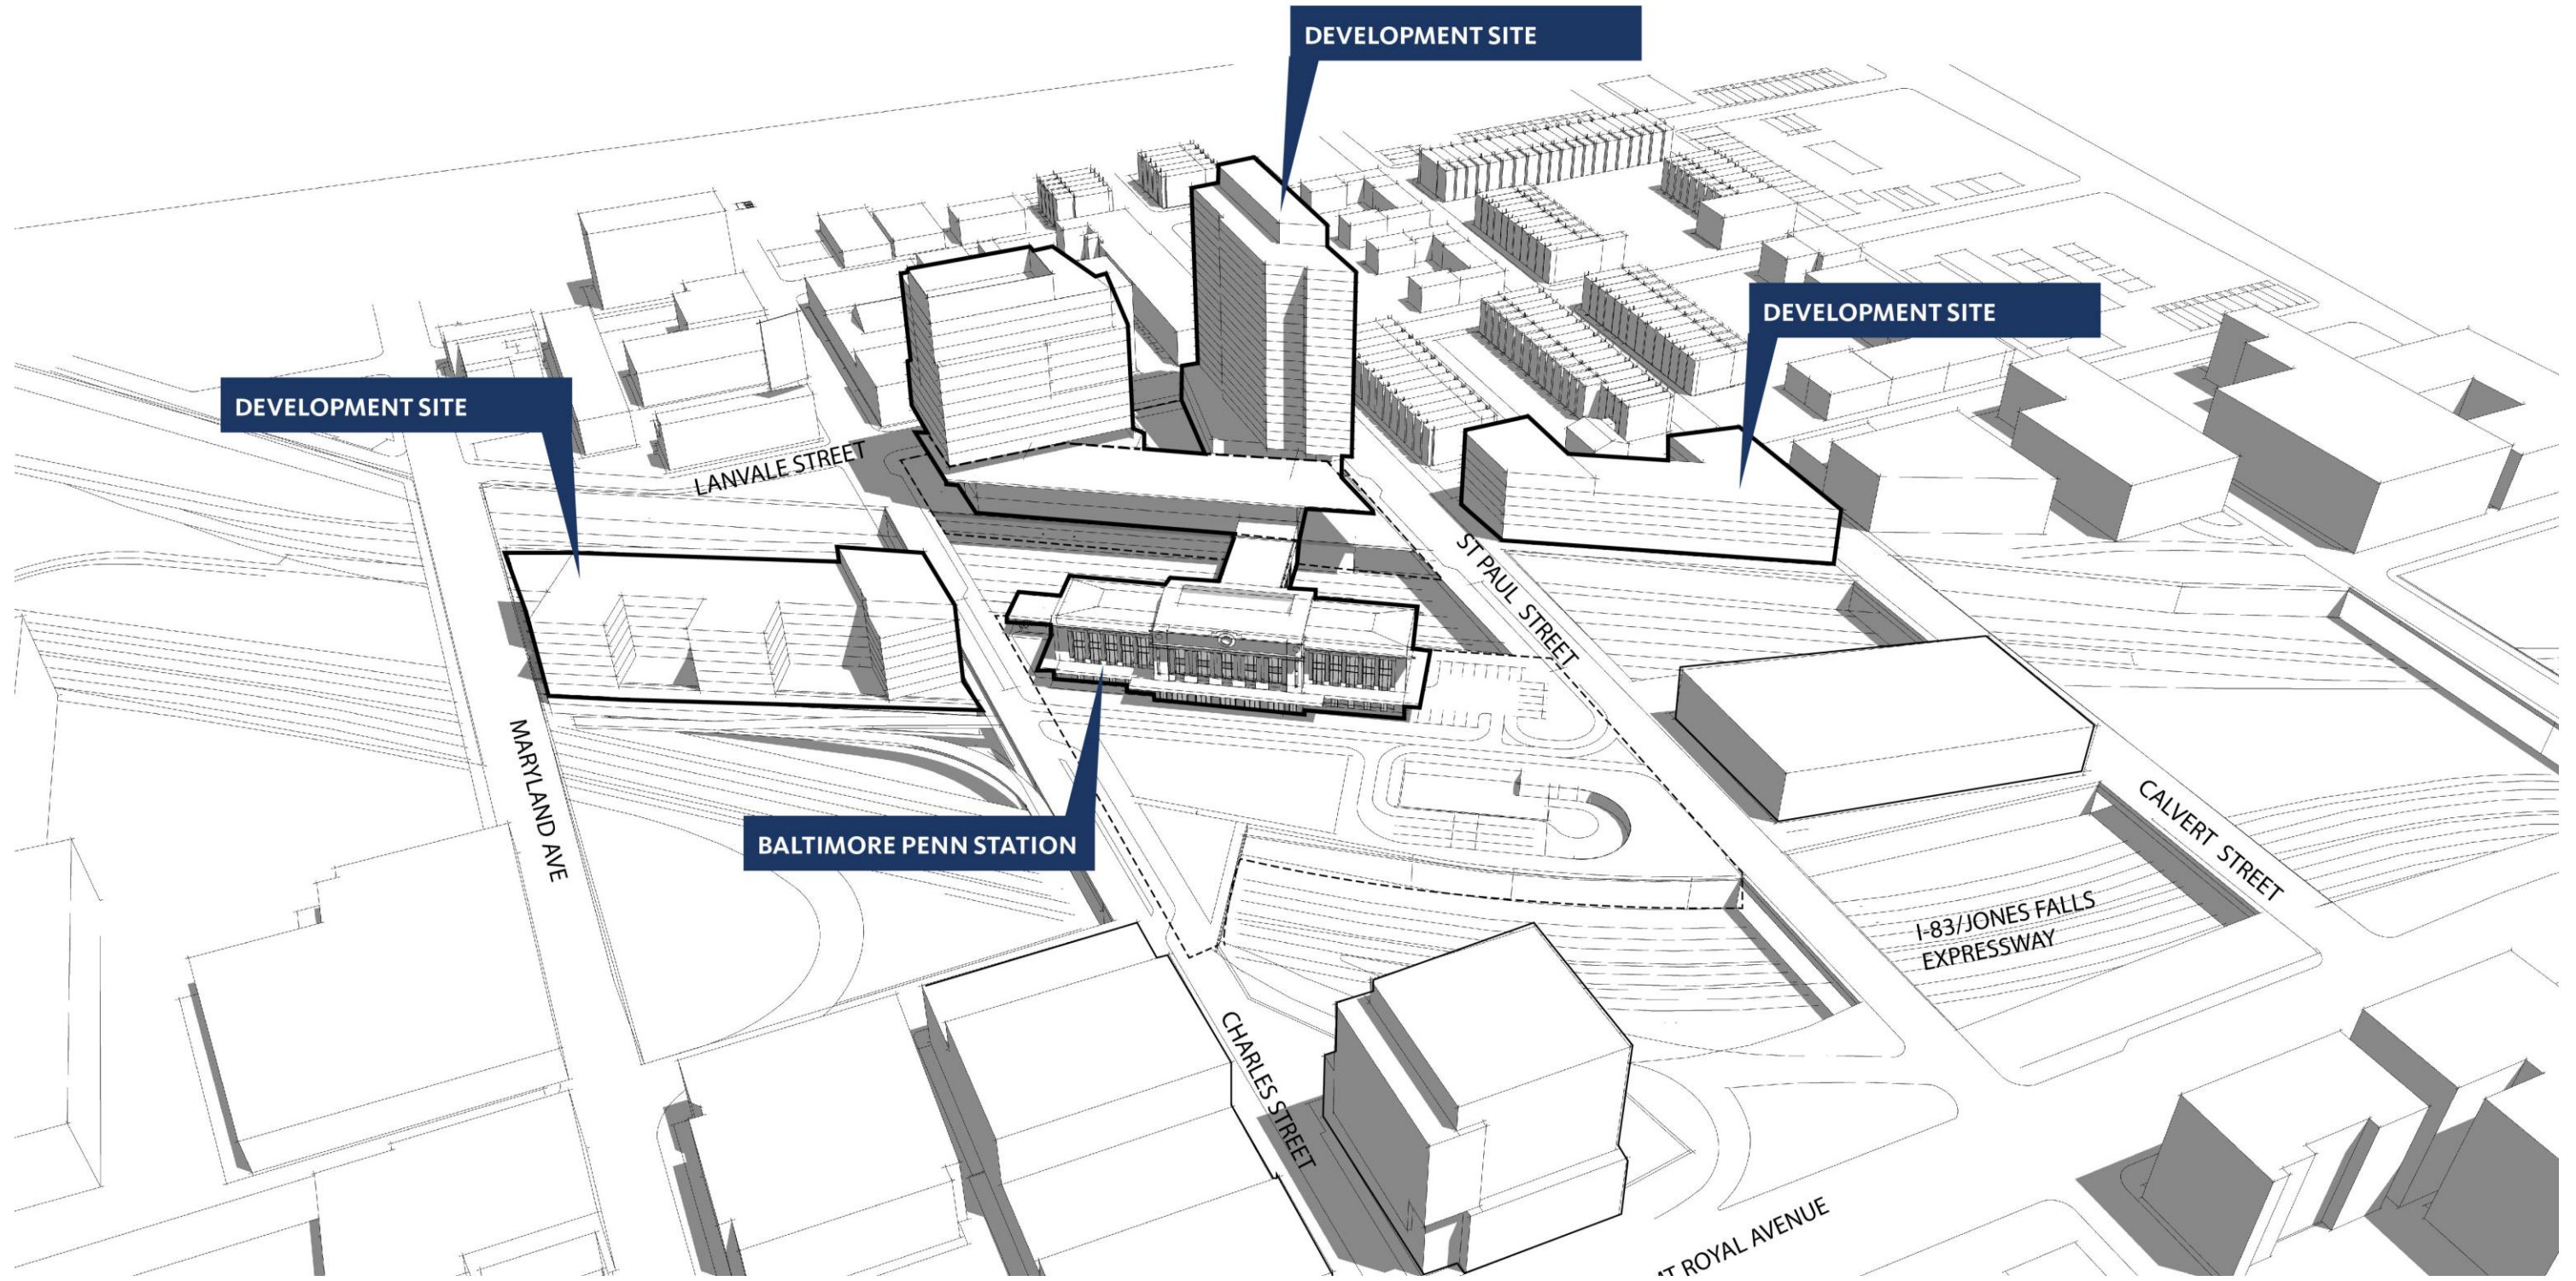 DEVELOPMENT SITE
DEVELOPMENT SITE
DEVELOPMENT SITE
LANVALE STREET
ST PAUL STREET
MARYLAND AVE
BALTIMORE PENN STATION
CALVERT STREET
I-83/JONES FALLS
EXPRESSWAY
CHARLES STREET
MT ROYAL AVENUE